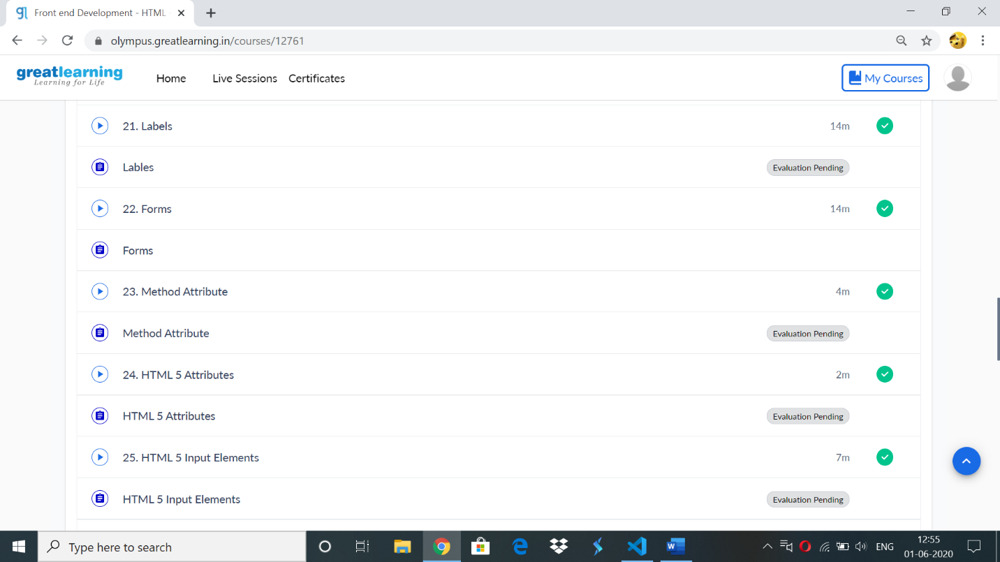 Front end Development - HTML
olympus.greatlearning.in/courses/12761
greatlearning
Learning for Life
Home Live Sessions Certificates My Courses
21. Labels 14m
Lables Evaluation Pending
22. Forms 14m
Forms
23. Method Attribute 4m
Method Attribute Evaluation Pending
24. HTML 5 Attributes 2m
HTML 5 Attributes Evaluation Pending
25. HTML 5 Input Elements 7m
HTML 5 Input Elements Evaluation Pending
Type here to search
ENG
12:55
01-06-2020